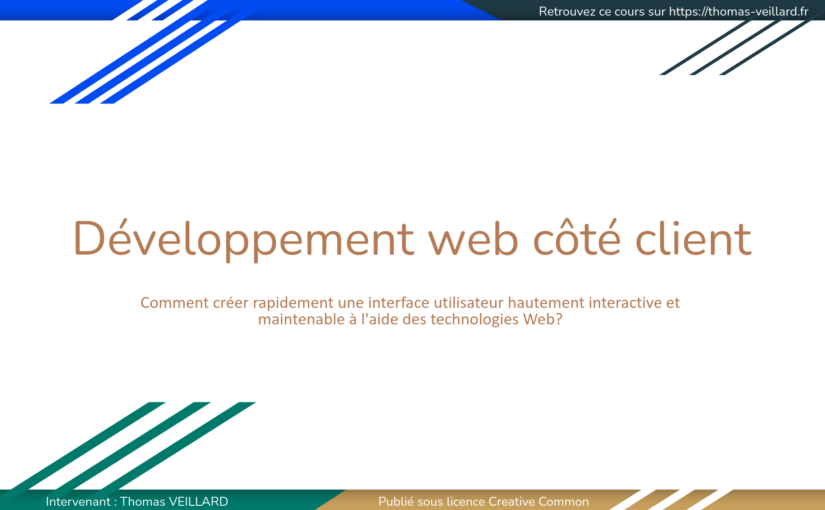 Retrouvez ce cours sur https://thomas-veillard.fr
Développement web côté client
Comment créer rapidement une interface utilisateur hautement interactive et
maintenable à l'aide des technologies Web?
Intervenant : Thomas VEILLARD
Publié sous licence Creative Common